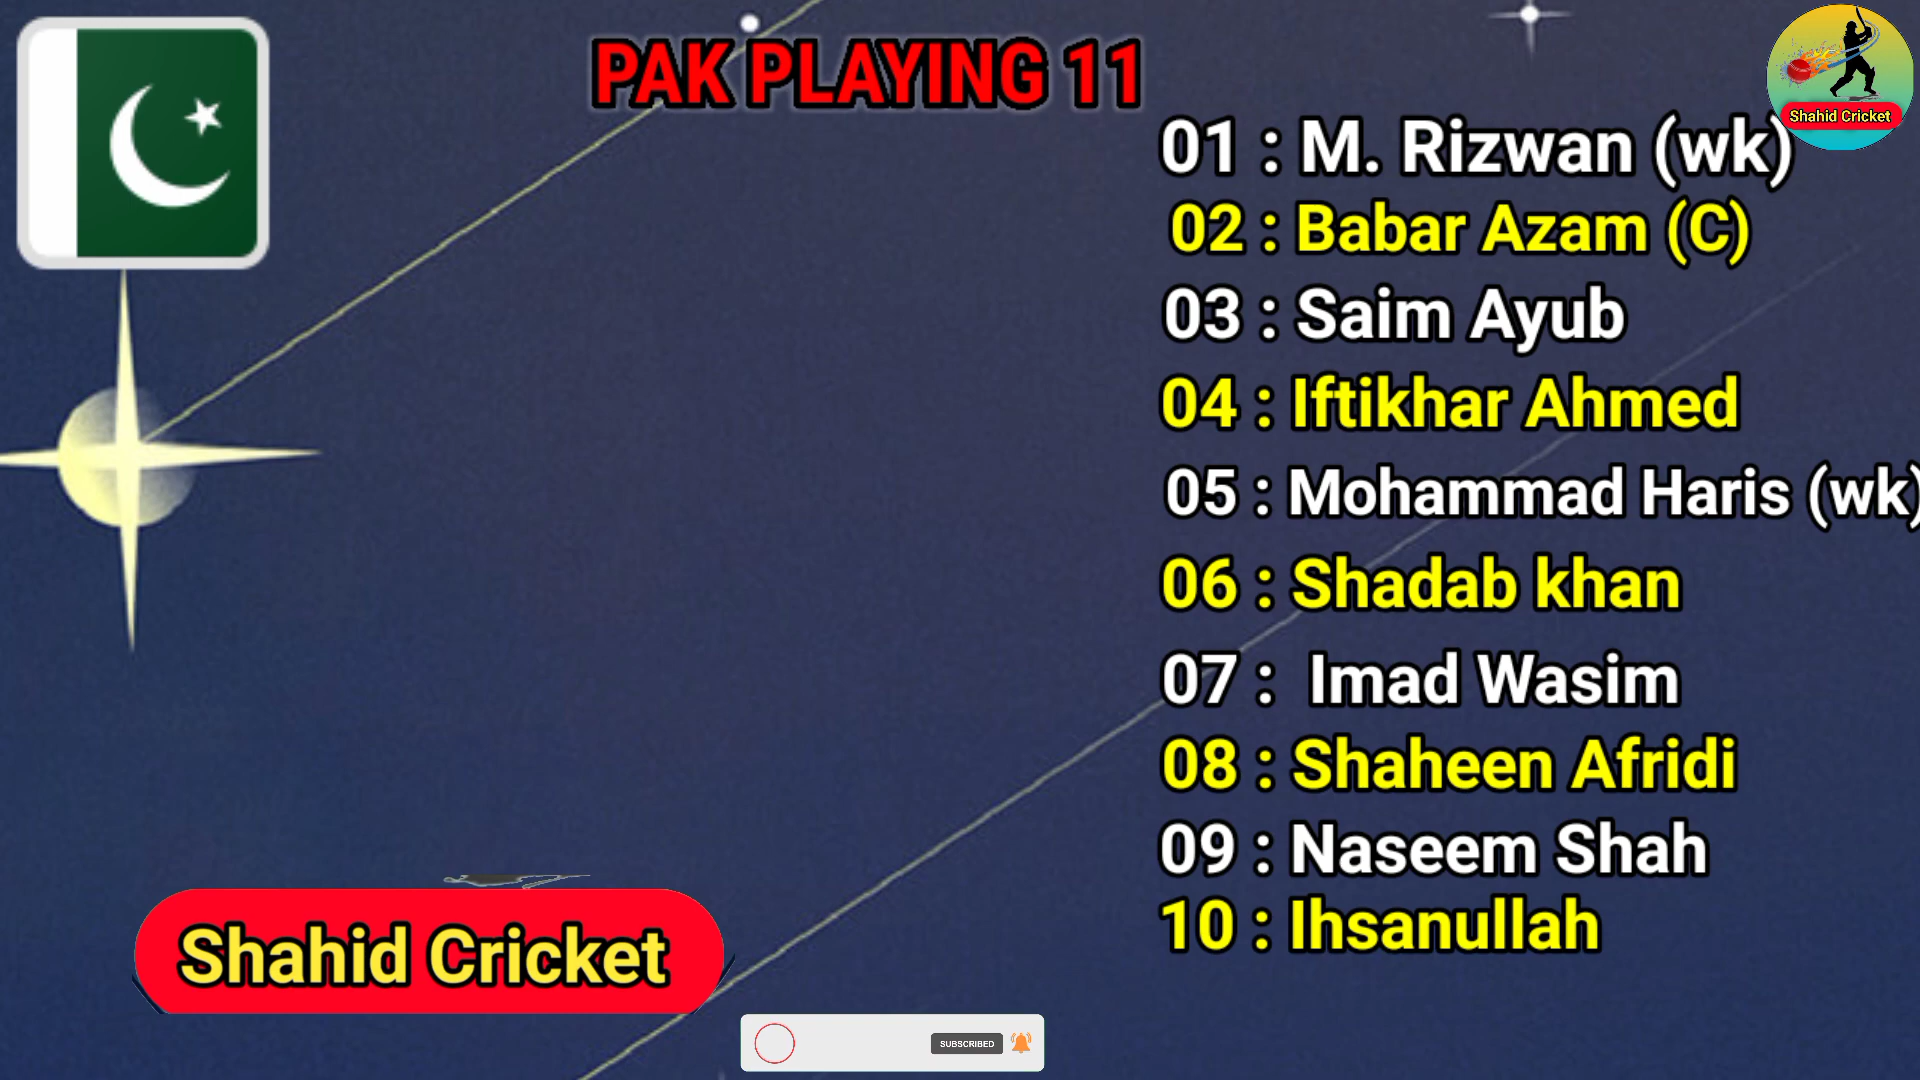 PAK PLAYING 11
Shahid Cricket
01 : M. Rizwan (wk)
02 : Babar Azam (C)
03 : Saim Ayub
04 : Iftikhar Ahmed
05 : Mohammad Haris (wk)
06 : Shadab khan
07 : Imad Wasim
08 : Shaheen Afridi
09 : Naseem Shah
10 : Ihsanullah
Shahid Cricket
SUBSCRIBED